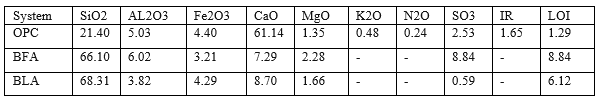 System SiO2 AL2O3 Fe2O3 CaO MgO K2O N2O SO3 IR LOI
OPC 21.40 5.03 4.40 61.14 1.35 0.48 0.24 2.53 1.65 1.29
BFA 66.10 6.02 3.21 7.29 2.28 - - 8.84 - 8.84
BLA 68.31 3.82 4.29 8.70 1.66 - - 0.59 - 6.12